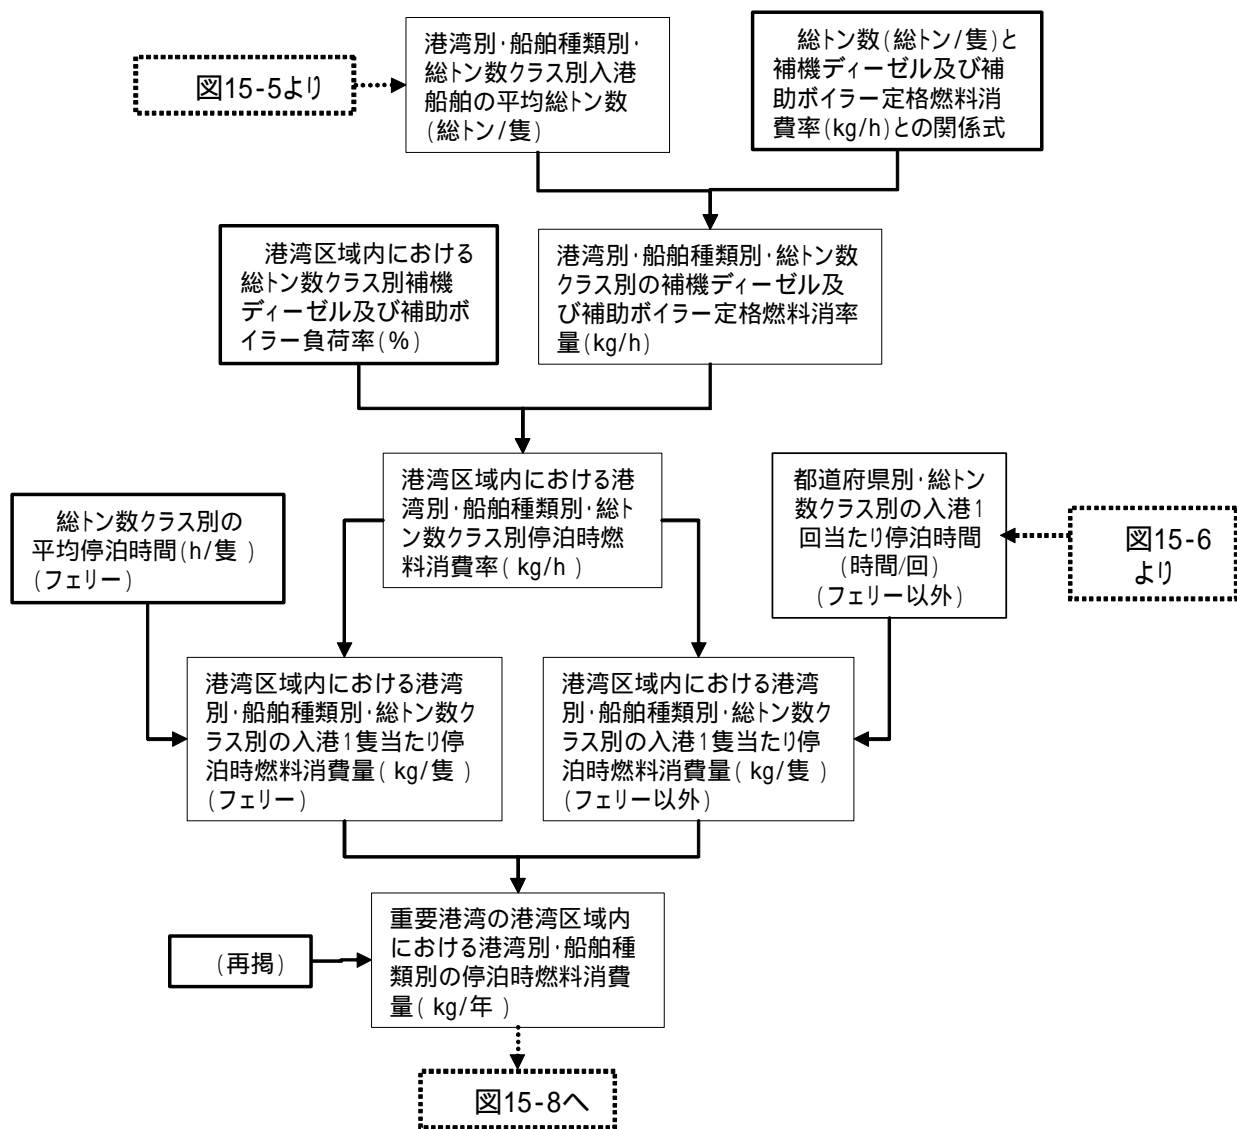 図15-5より
港湾別･船舶種類別･
総トン数クラス別入港
船舶の平均総トン数
(総トン/隻)
総トン数(総トン/隻)と
補機ディーゼル及び補
助ボイラー定格燃料消
費率(kg/h)との関係式
港湾区域内における
総トン数クラス別補機
ディーゼル及び補助ボ
イラー負荷率(%)
港湾別･船舶種類別･総トン数
クラス別の補機ディーゼル及
び補助ボイラー定格燃料消率
量(kg/h)
総トン数クラス別の
平均停泊時間(h/隻)
(フェリー)
港湾区域内における港
湾別･船舶種類別･総ト
ン数クラス別停泊時燃
料消費率(kg/h)
都道府県別･総トン
数クラス別の入港1
回当たり停泊時間
(時間/回)
(フェリー以外)
図15-6
より
港湾区域内における港湾
別･船舶種類別･総トン数ク
ラス別の入港1隻当たり停
泊時燃料消費量(kg/隻)
(フェリー)
港湾区域内における港湾
別･船舶種類別･総トン数ク
ラス別の入港1隻当たり停
泊時燃料消費量(kg/隻)
(フェリー以外)
(再掲)
重要港湾の港湾区域内
における港湾別･船舶種
類別の停泊時燃料消費
量(kg/年)
図15-8へ